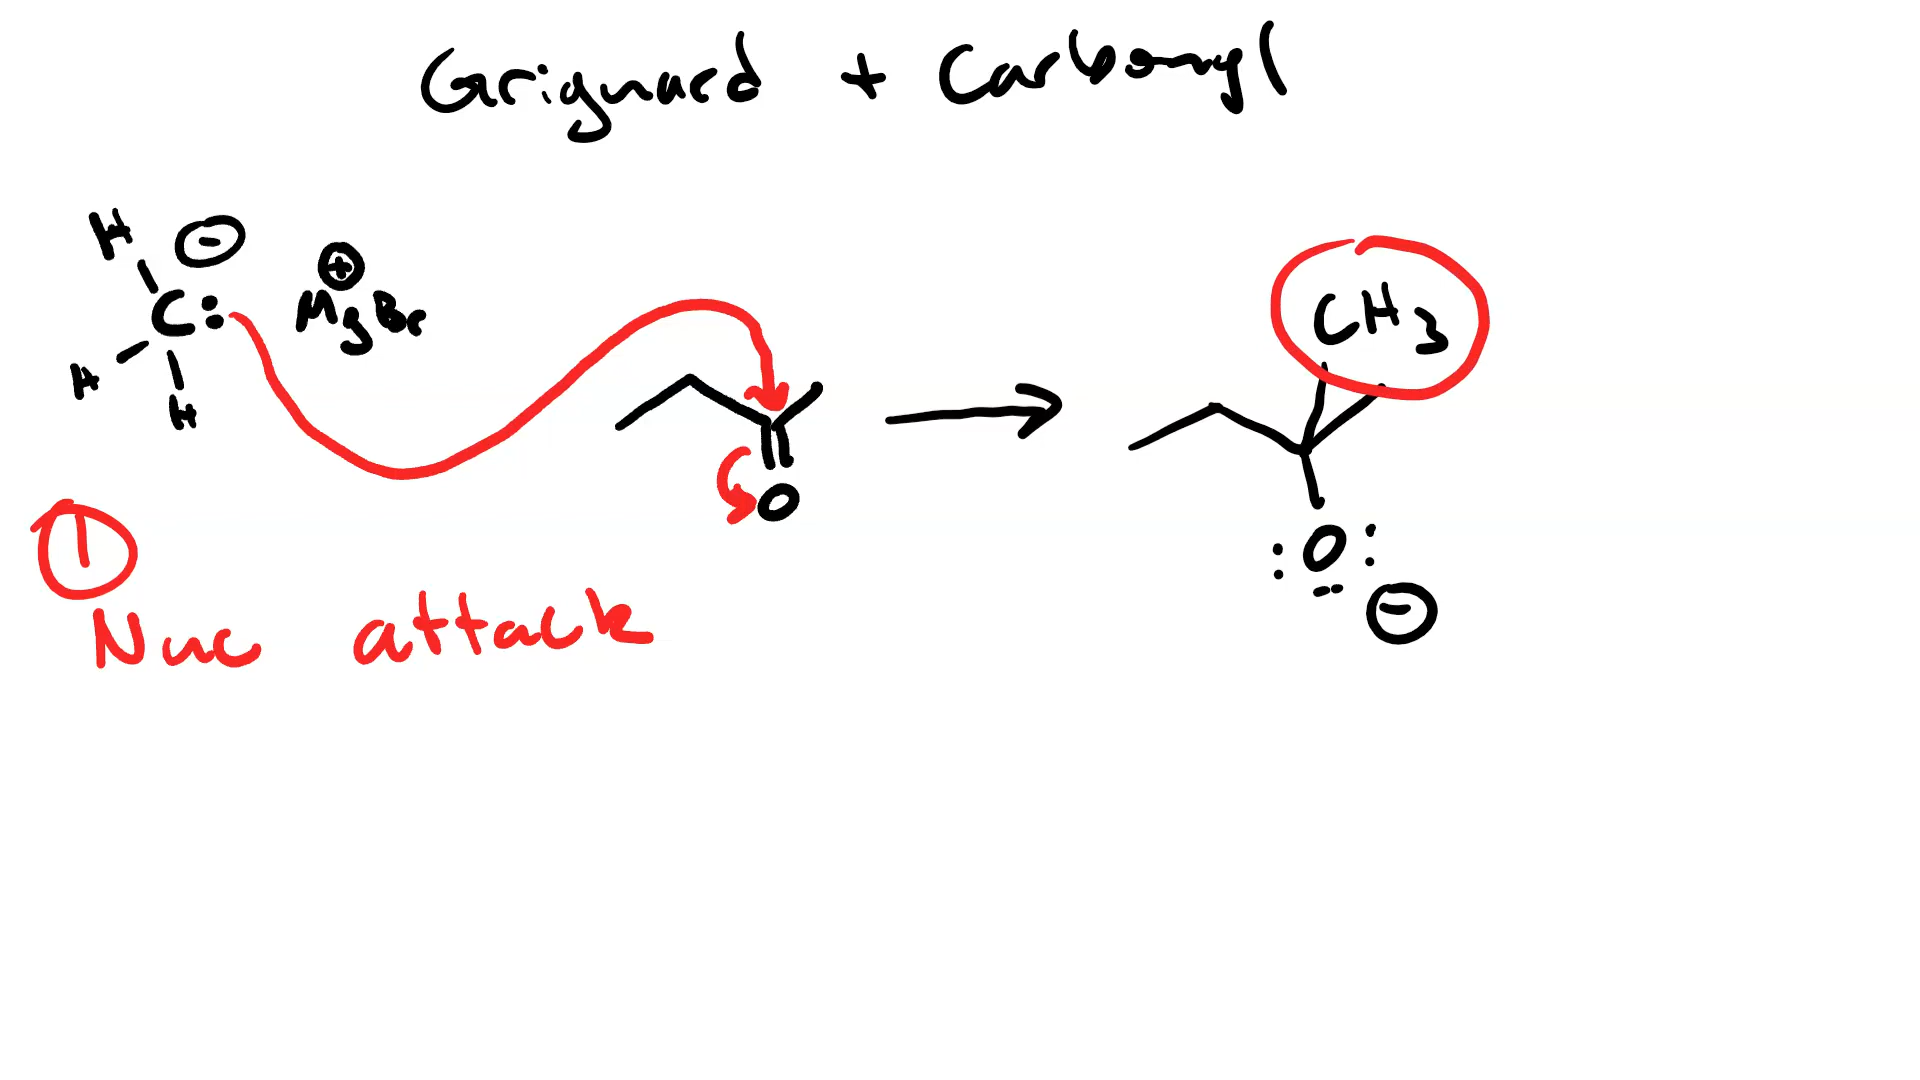 Grignard + Carbonyl
H ⊖
C: ⊕ MgBr
H
H
CH3
O
:O: ⊖
1
Nuc attack